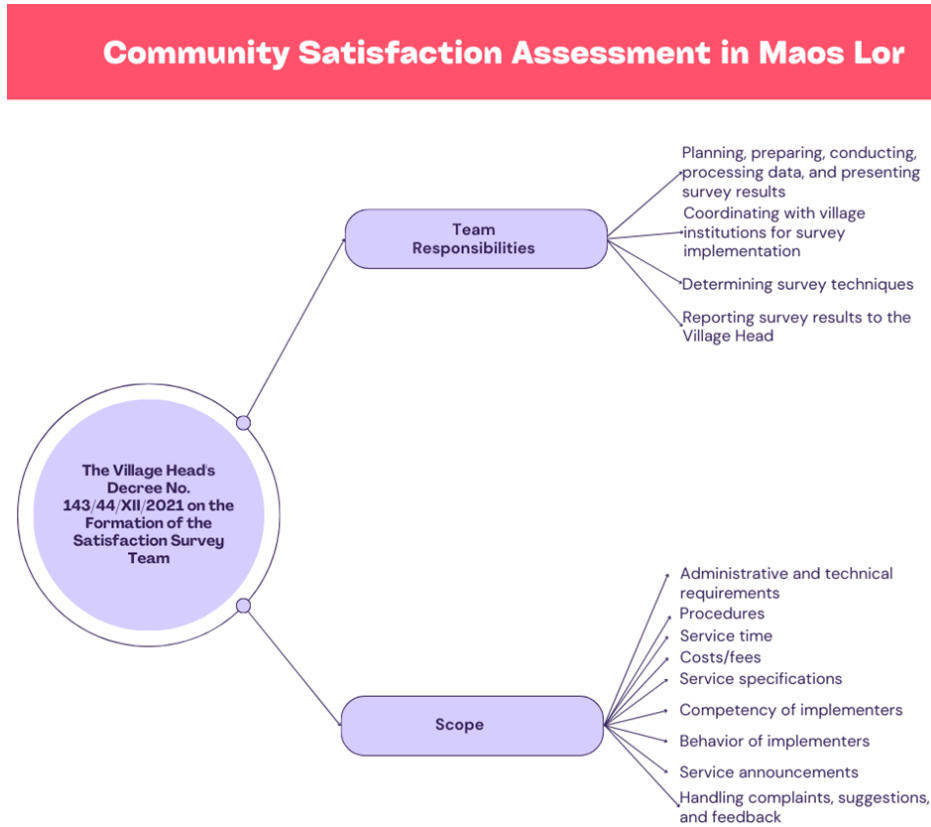 Community Satisfaction Assessment in Maos Lor
Planning, preparing, conducting,
processing data, and presenting
survey results
Team
Responsibilities
Coordinating with village
institutions for survey
implementation
Determining survey techniques
Reporting survey results to the
Village Head
The Village Head's
Decree No.
143/44/XII/2021 on the
Formation of the
Satisfaction Survey
Team
Scope
Administrative and technical
requirements
Procedures
Service time
Costs/fees
Service specifications
Competency of implementers
Behavior of implementers
Service announcements
Handling complaints, suggestions,
and feedback